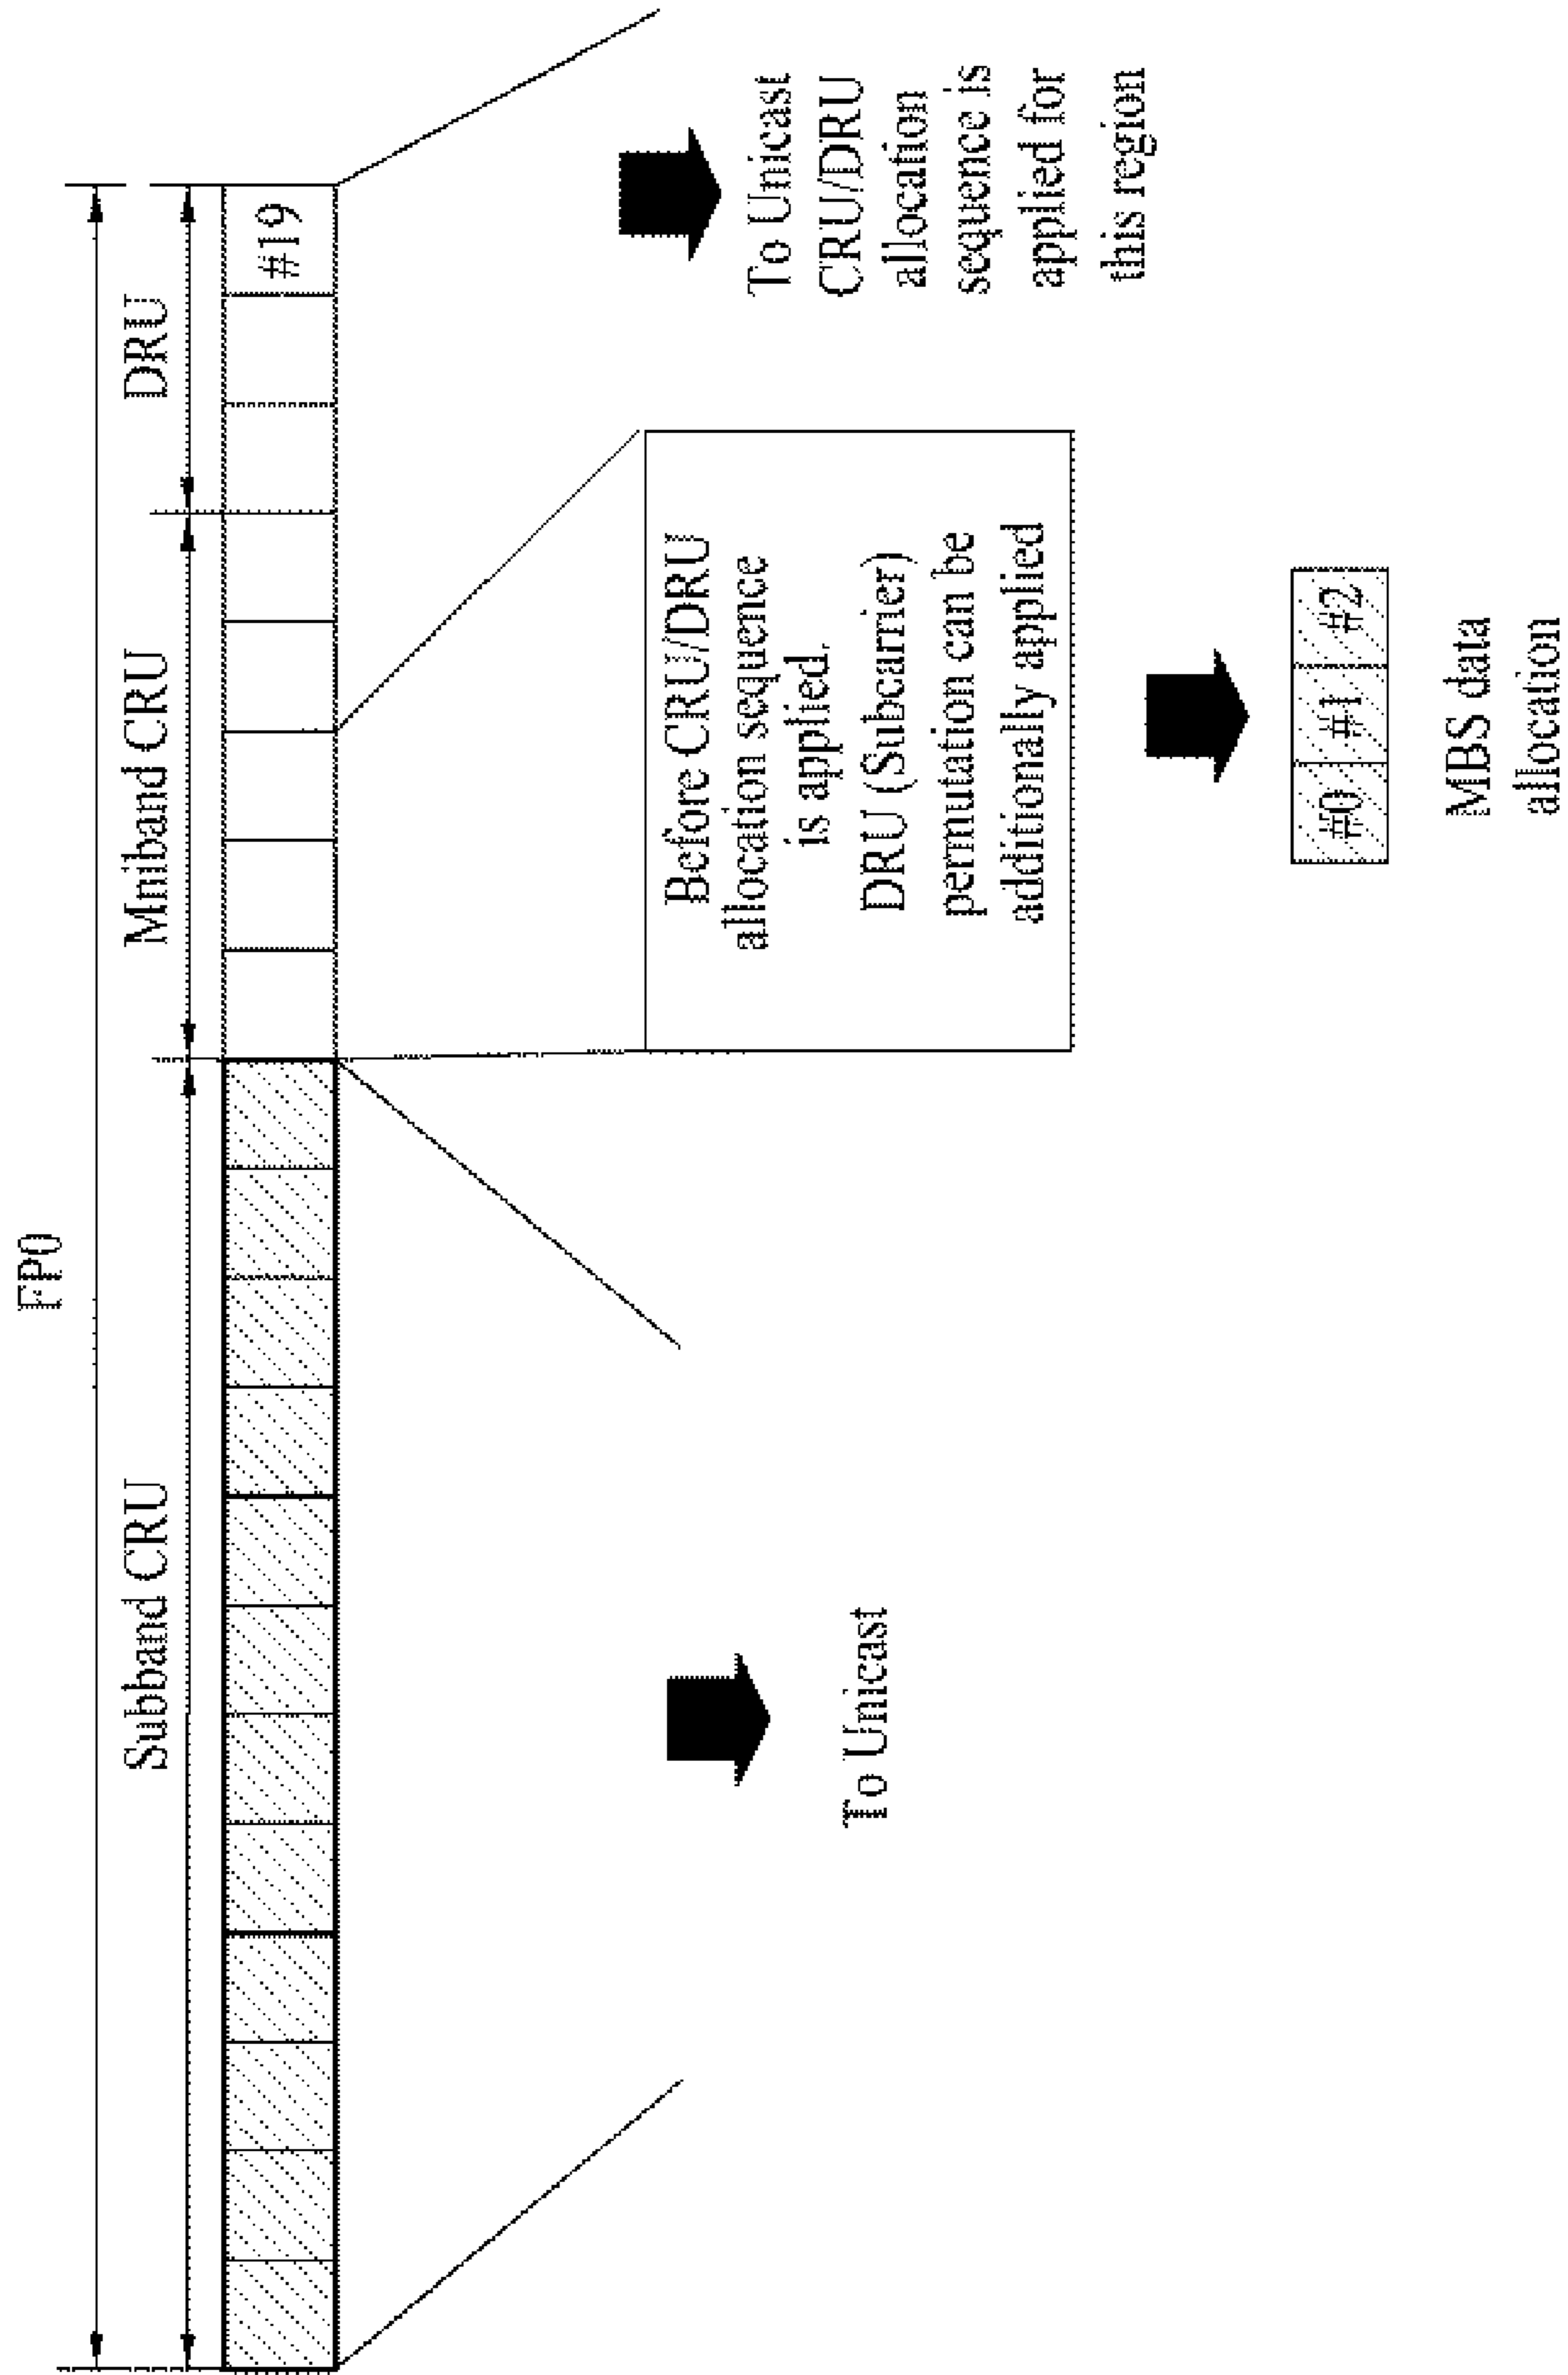 FP0
Subband CRU
Mniband CRU
DRU
#19
To Unicast
Before CRU/DRU
allocation sequence
is applied.
DRU (Subcarrier)
permutation can be
additionally applied
#0 #1 #2
MBS data
allocation
To Unicast
CRU/DRU
allocation
sequence is
applied for
this region